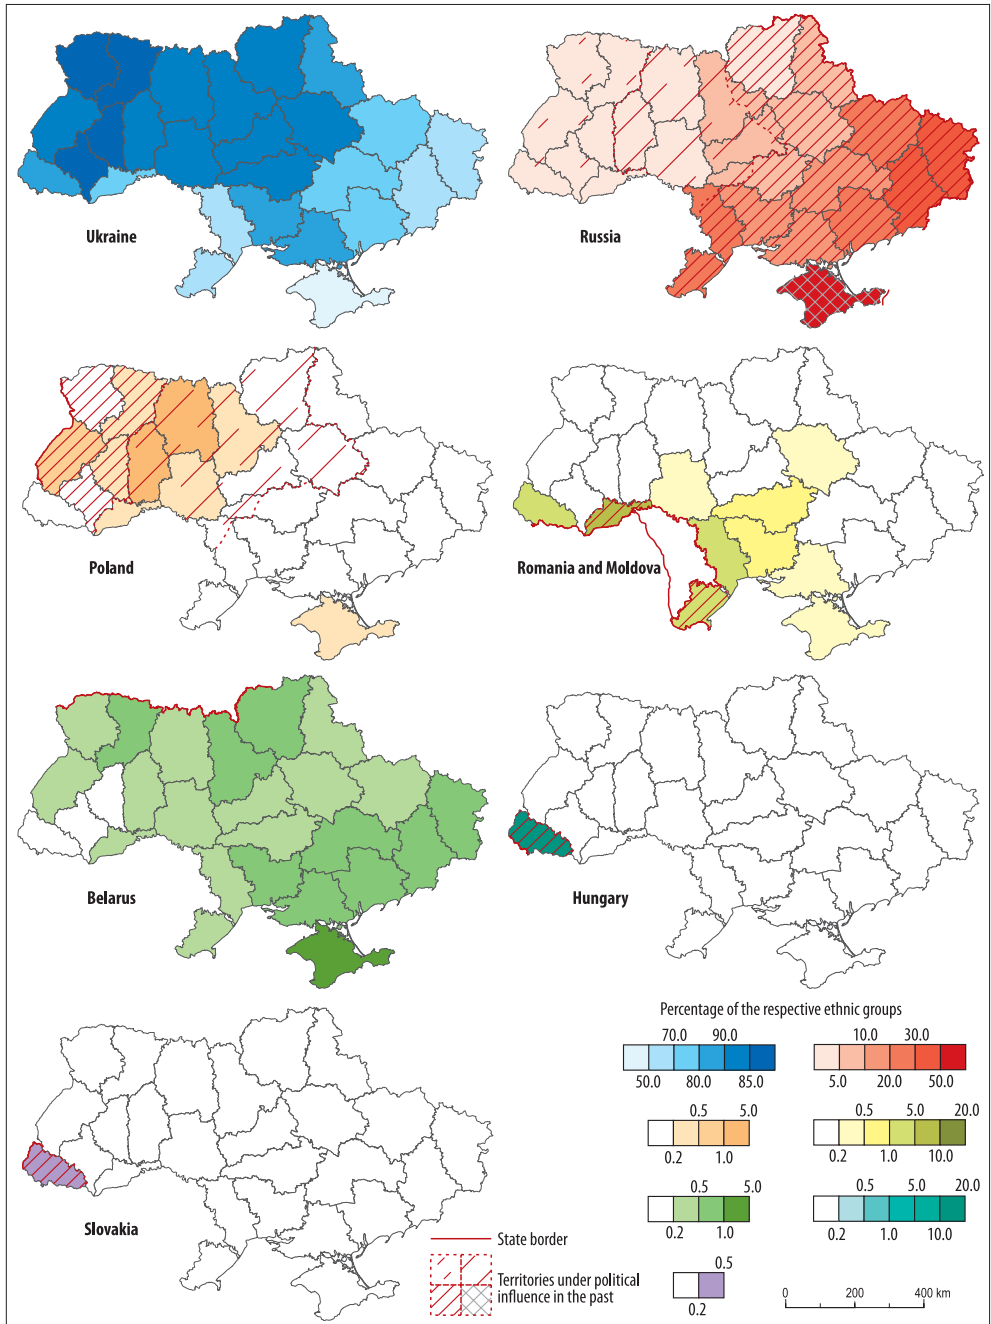 Ukraine
Russia
Poland
Romania and Moldova
Belarus
Hungary
Slovakia
Percentage of the respective ethnic groups
70.0 90.0
50.0 80.0 85.0
10.0 30.0
5.0 20.0 50.0
0.5 5.0
0.2 1.0
0.5 5.0 20.0
0.2 1.0 10.0
0.5 5.0
0.2 1.0
0.5 5.0 20.0
0.2 1.0 10.0
0.5
0.2
State border
Territories under political
influence in the past
0 200 400 km